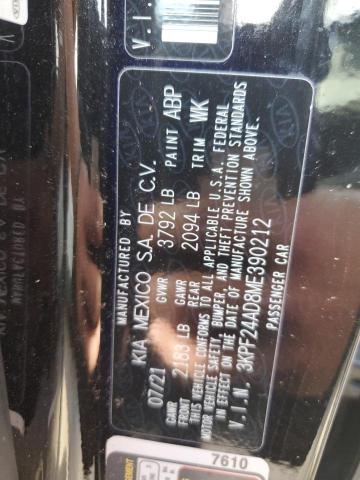 MANUFACTURED BY
KIA MEXICO S.A. DE C.V.
07/21 GVWR 3792 LB PAINT ABP
GAWR FRONT 2183 LB GAWR REAR 2094 LB TRIM WK
THIS VEHICLE CONFORMS TO ALL APPLICABLE U.S.A. FEDERAL
MOTOR VEHICLE SAFETY, BUMPER, AND THEFT PREVENTION STANDARDS
IN EFFECT ON THE DATE OF MANUFACTURE SHOWN ABOVE.
V.I.N. 3KPF24AD8ME390212
PASSENGER CAR
7610
V.I.